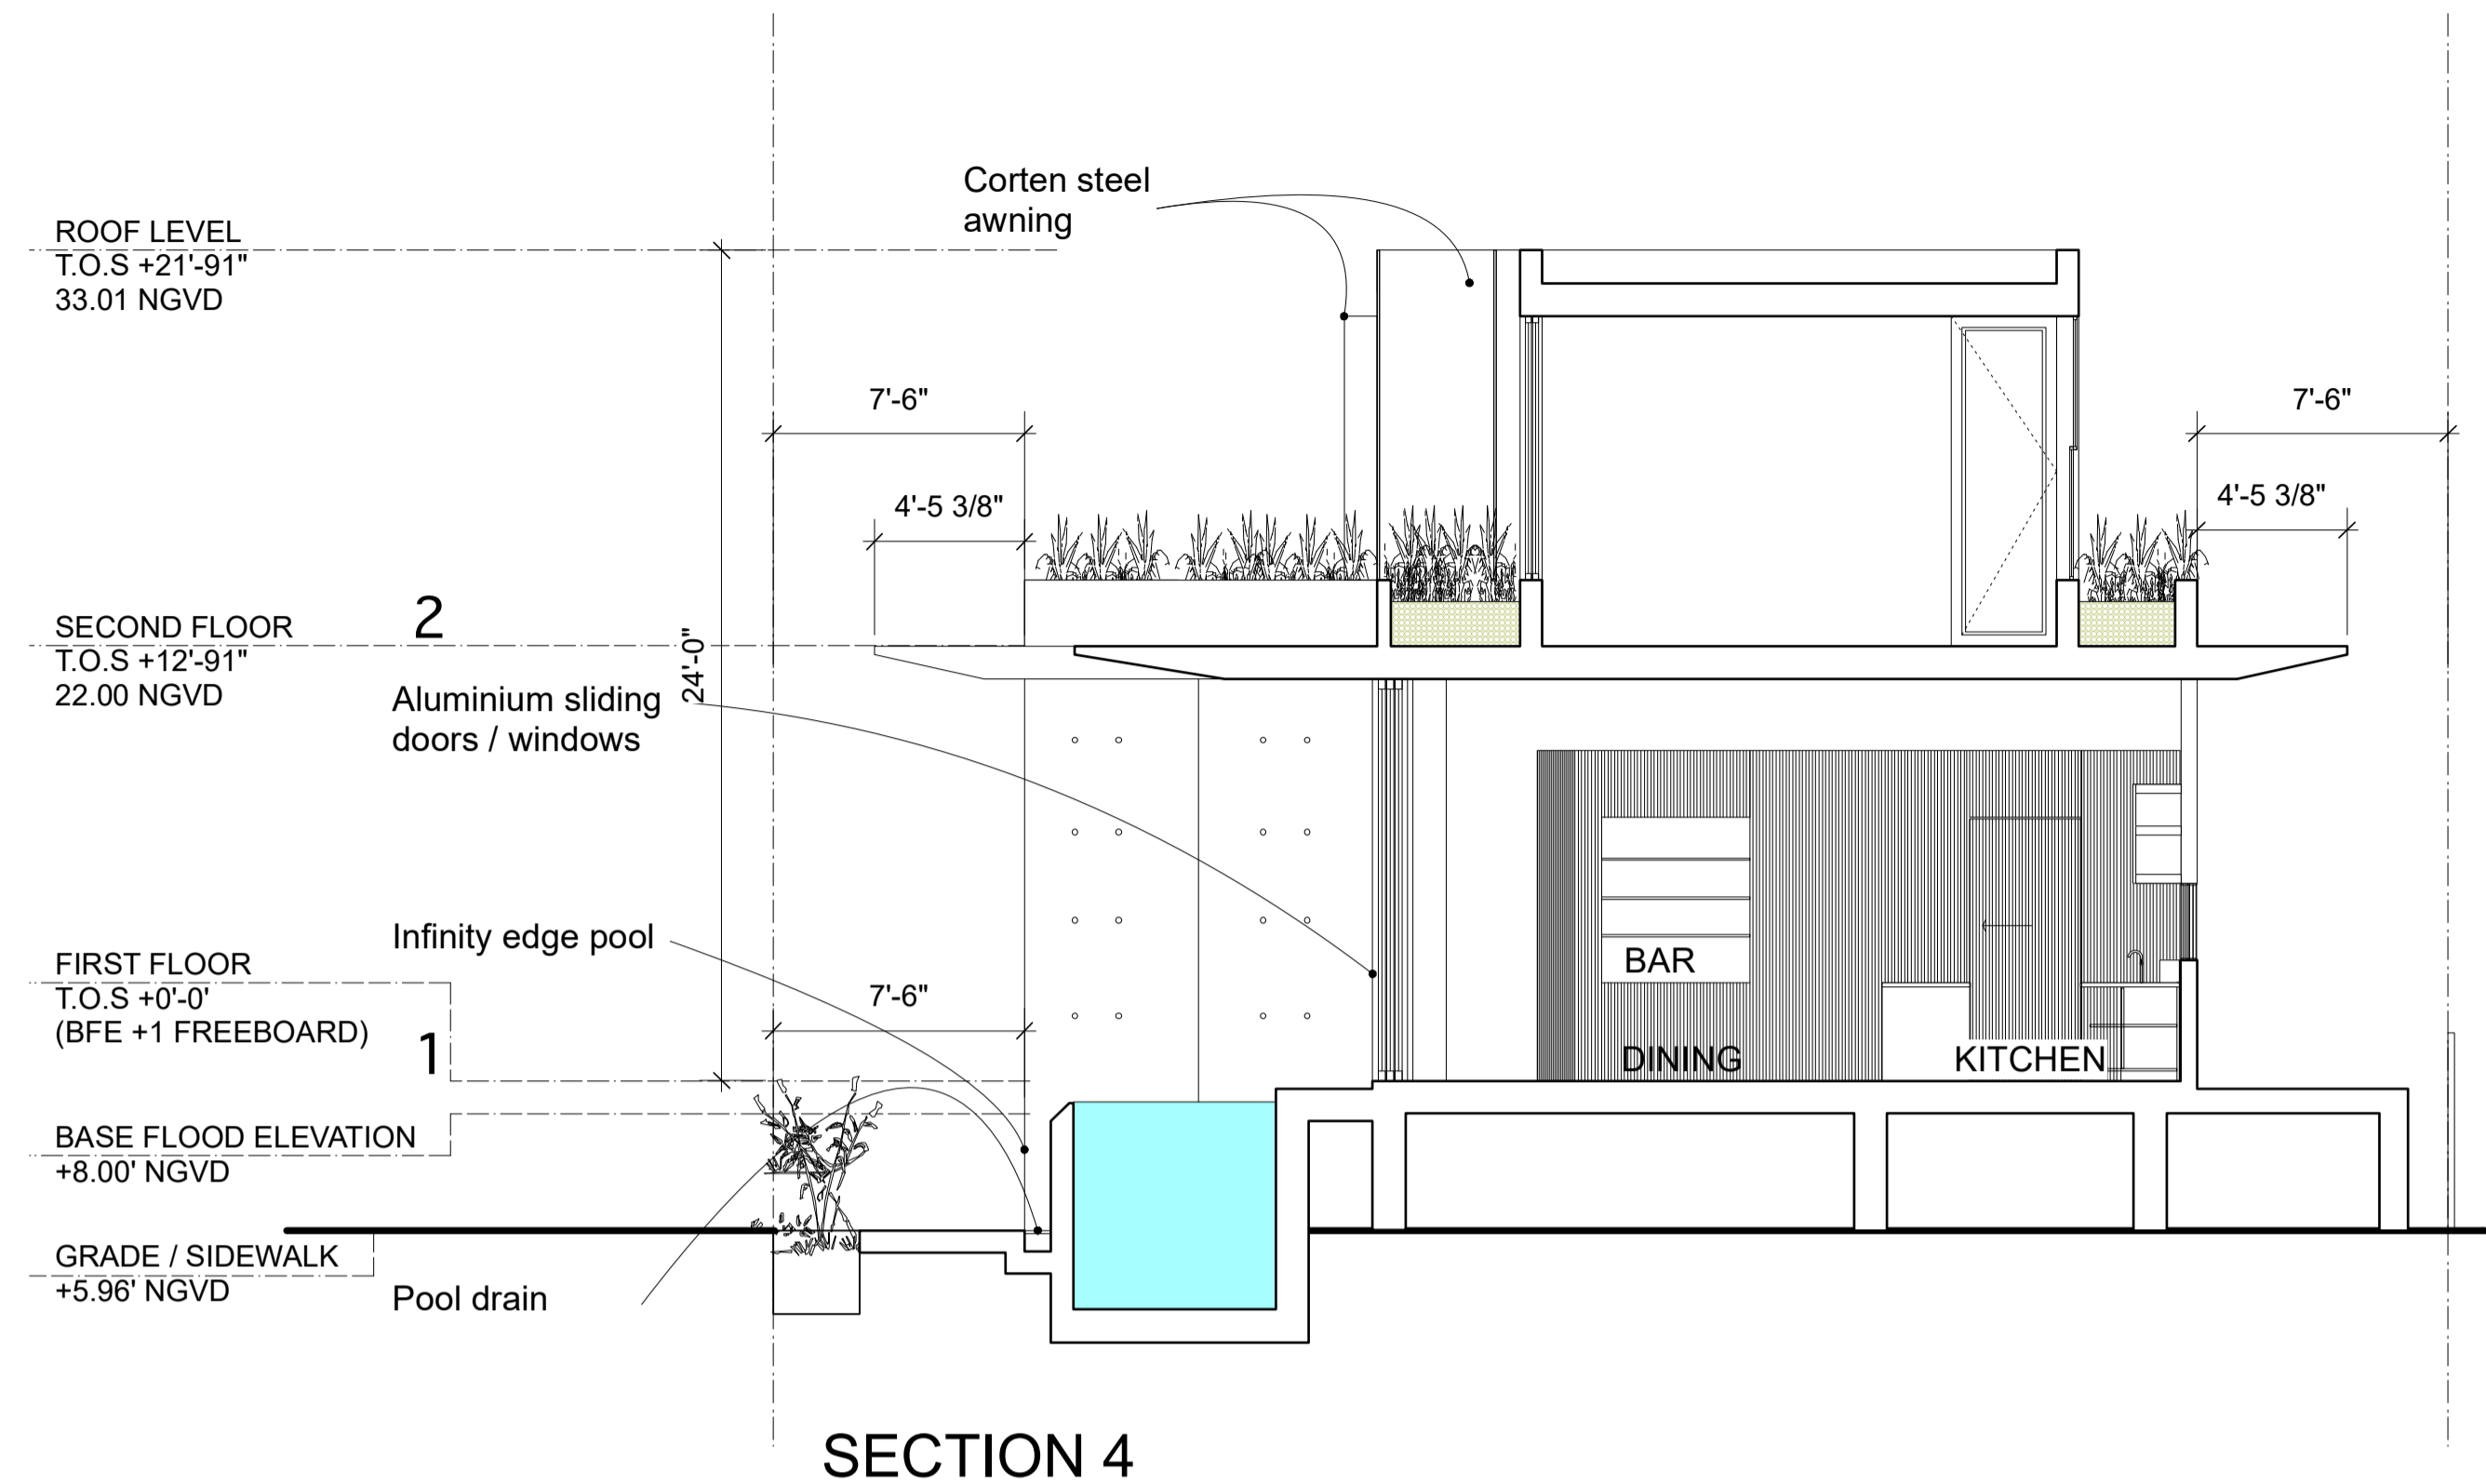 Corten steel
awning
ROOF LEVEL
T.O.S +21'-91"
33.01 NGVD
7'-6"
7'-6"
4'-5 3/8"
4'-5 3/8"
SECOND FLOOR
2
T.O.S +12'-91"
22.00 NGVD
24'-0"
Aluminium sliding
doors / windows
Infinity edge pool
BAR
FIRST FLOOR
T.O.S +0'-0'
(BFE +1 FREEBOARD)
1
7'-6"
DINING
KITCHEN
BASE FLOOD ELEVATION
+8.00' NGVD
GRADE / SIDEWALK
+5.96' NGVD
Pool drain
SECTION 4